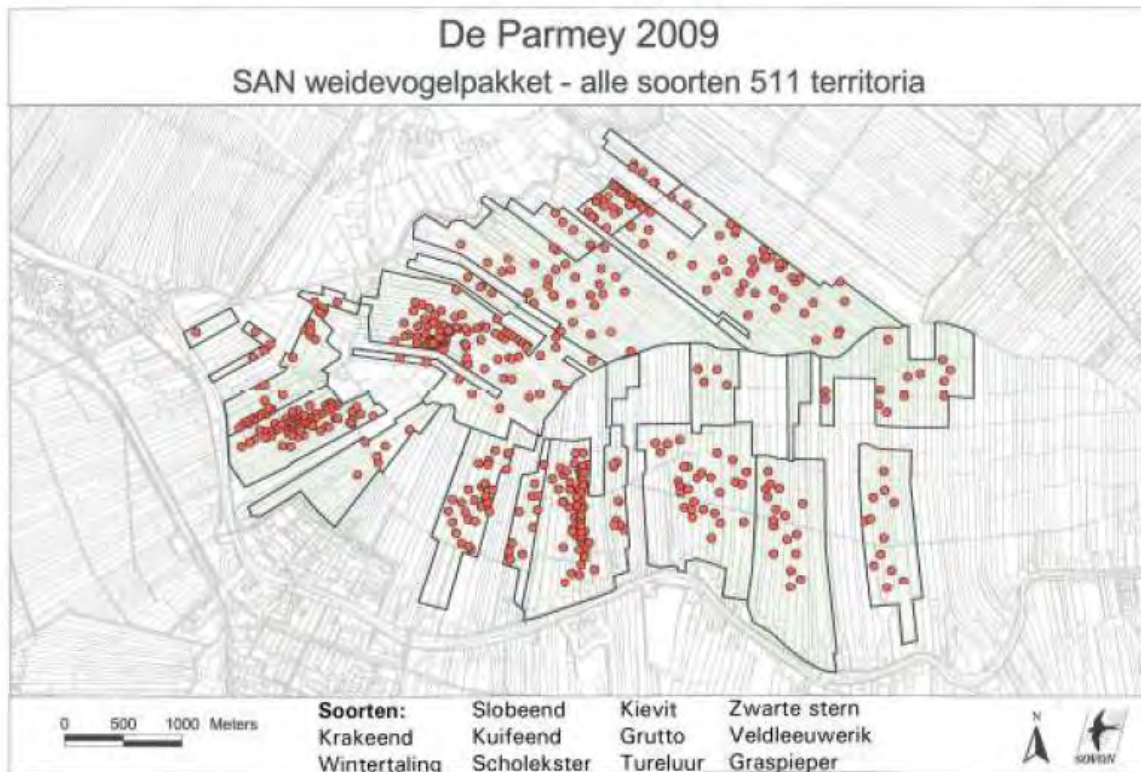 De Parmey 2009
SAN weidevogelpakket - alle soorten 511 territoria
0 500 1000 Meters
Soorten: Slobeend Kievit Zwarte stern
Krakeend Kuifeend Grutto Veldleeuwerik
Wintertaling Scholekster Tureluur Graspieper
N
SOVON